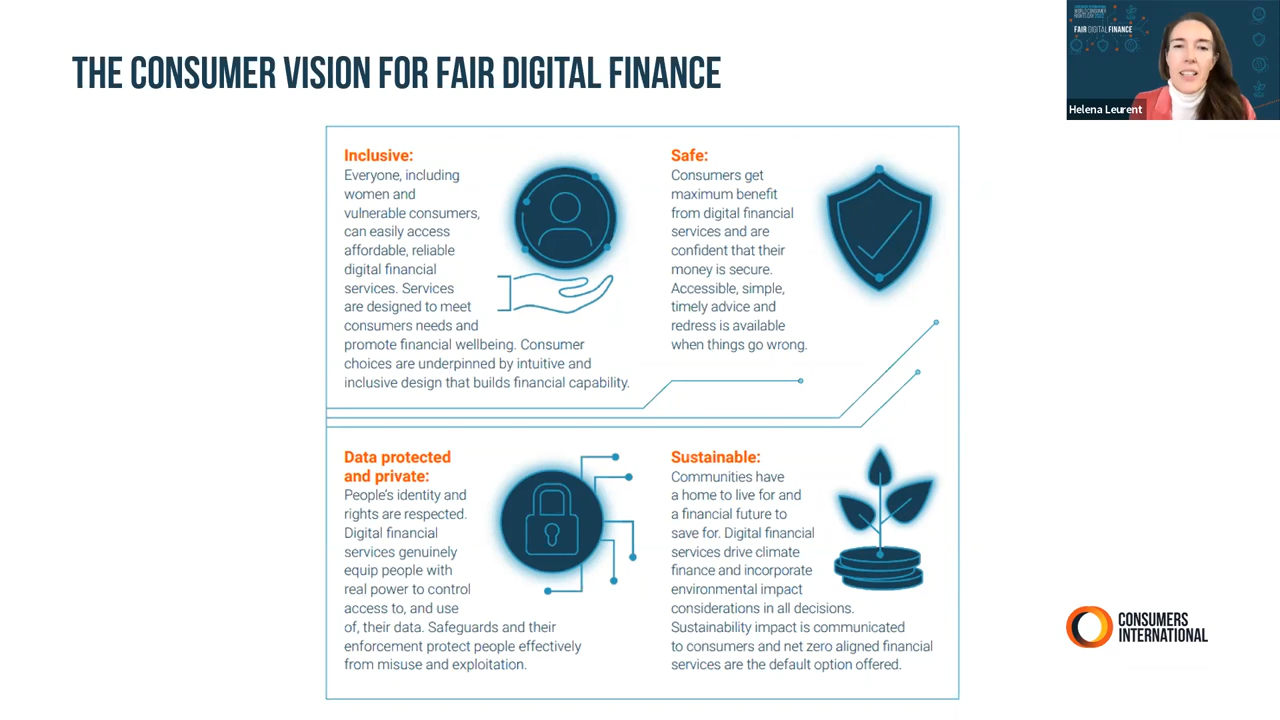 THE CONSUMER VISION FOR FAIR DIGITAL FINANCE
FAIR DIGITAL FINANCE
Helena Leurent
Inclusive:
Everyone, including
women and
vulnerable consumers,
can easily access
affordable, reliable
digital financial
services. Services
are designed to meet
consumers needs and
promote financial wellbeing. Consumer
choices are underpinned by intuitive and
inclusive design that builds financial capability.
Safe:
Consumers get
maximum benefit
from digital financial
services and are
confident that their
money is secure.
Accessible, simple,
timely advice and
redress is available
when things go wrong.
Data protected
and private:
People's identity and
rights are respected.
Digital financial
services genuinely
equip people with
real power to control
access to, and use
of, their data. Safeguards and their
enforcement protect people effectively
from misuse and exploitation.
Sustainable:
Communities have
a home to live for and
a financial future to
save for. Digital financial
services drive climate
finance and incorporate
environmental impact
considerations in all decisions.
Sustainability impact is communicated
to consumers and net zero aligned financial
services are the default option offered.
CONSUMERS
INTERNATIONAL